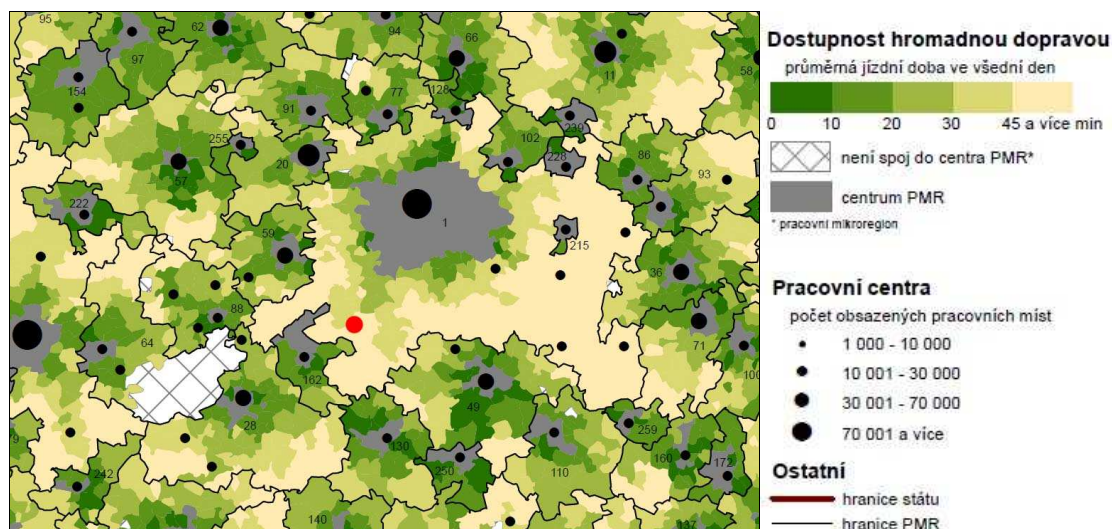 95
62
94
66
97
11
58
154
91
77
128
255
102
239
20
228
86
93
57
222
1
59
215
36
88
64
71
162
100
49
28
130
259
79
250
160
172
242
110
140
137
Dostupnost hromadnou dopravou
průměrná jízdní doba ve všední den
0 10 20 30 45 a více min
není spoj do centra PMR*
centrum PMR
* pracovní mikroregion
Pracovní centra
počet obsazených pracovních míst
1 000 - 10 000
10 001 - 30 000
30 001 - 70 000
70 001 a více
Ostatní
hranice státu
hranice PMR